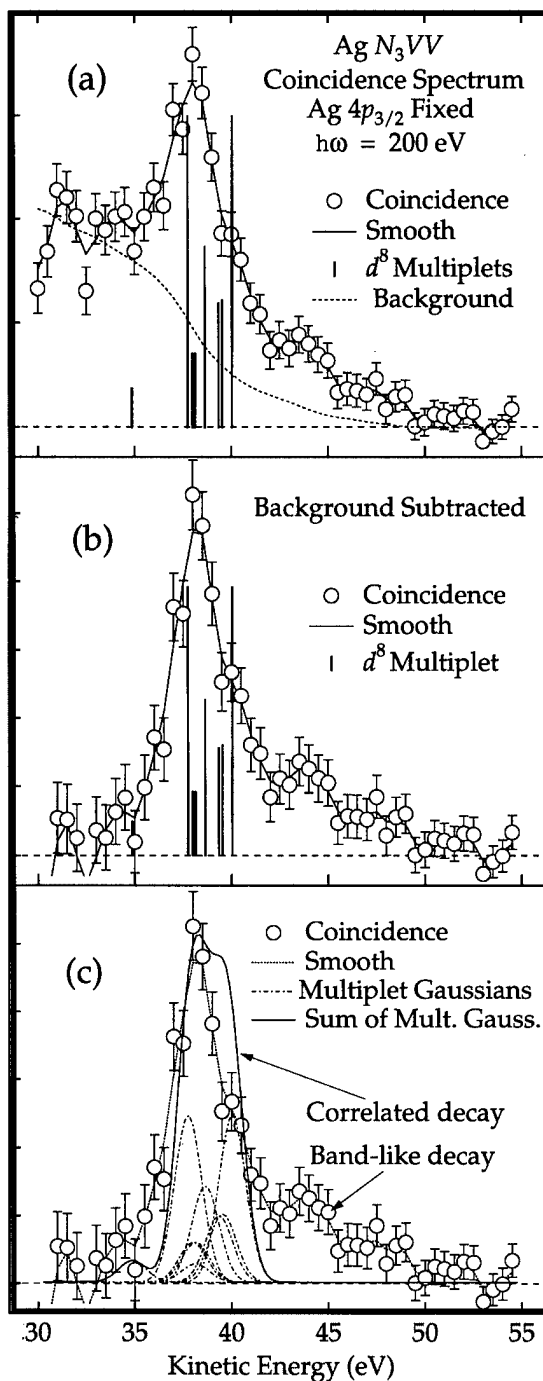 (a)
Ag N₃VV
Coincidence Spectrum
Ag 4p₃/₂ Fixed
hω = 200 eV
Coincidence
Smooth
d⁸ Multiplets
Background
(b)
Background Subtracted
Coincidence
Smooth
d⁸ Multiplet
(c)
Coincidence
Smooth
Multiplet Gaussians
Sum of Mult. Gauss.
Correlated decay
Band-like decay
30 35 40 45 50 55
Kinetic Energy (eV)